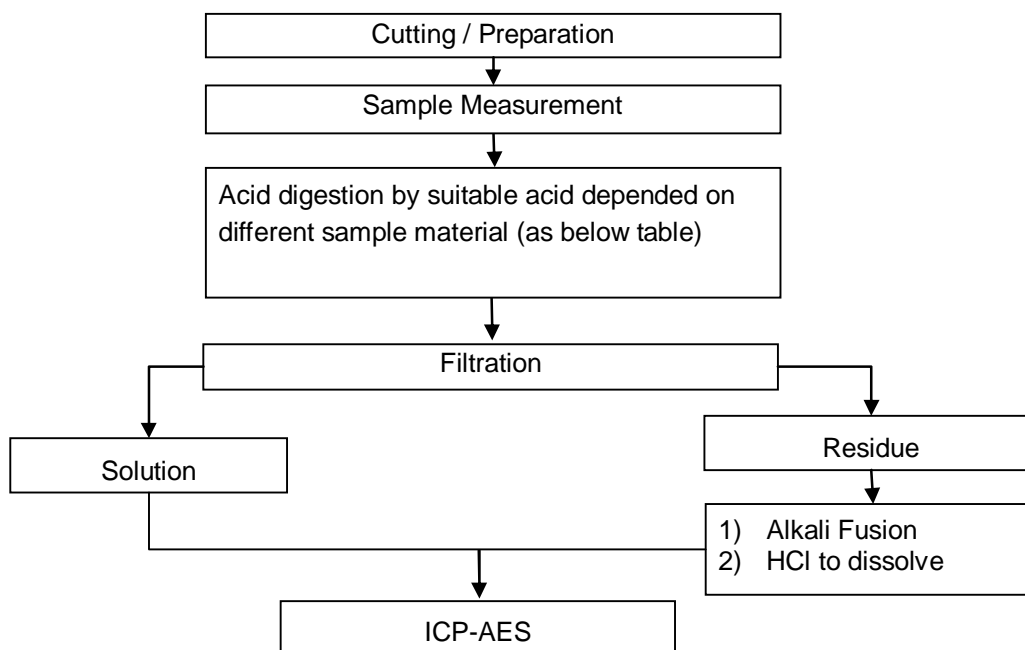 Cutting / Preparation
Sample Measurement
Acid digestion by suitable acid depended on
different sample material (as below table)
Filtration
Solution
Residue
1) Alkali Fusion
2) HCl to dissolve
ICP-AES